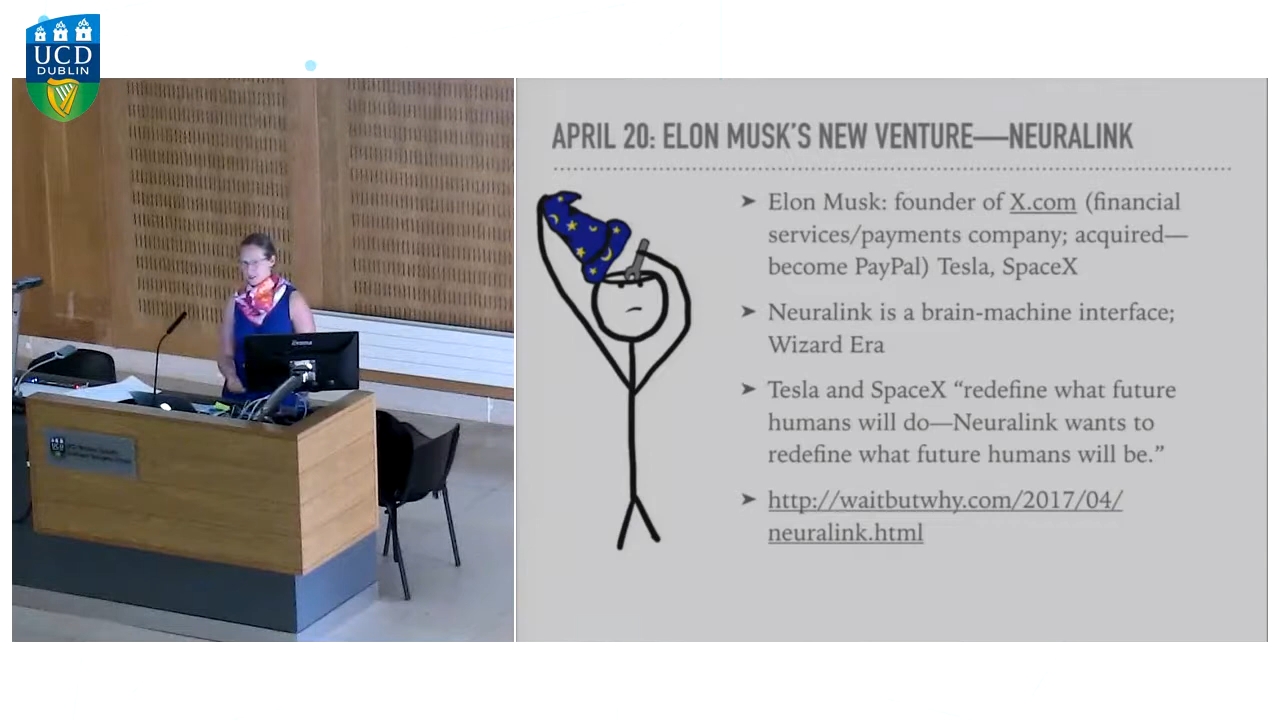 UCD
DUBLIN
APRIL 20: ELON MUSK'S NEW VENTURE—NEURALINK
➤ Elon Musk: founder of X.com (financial
services/payments company; acquired—
become PayPal) Tesla, SpaceX
➤ Neuralink is a brain-machine interface;
Wizard Era
➤ Tesla and SpaceX “redefine what future
humans will do—Neuralink wants to
redefine what future humans will be.”
➤ http://waitbutwhy.com/2017/04/
neuralink.html